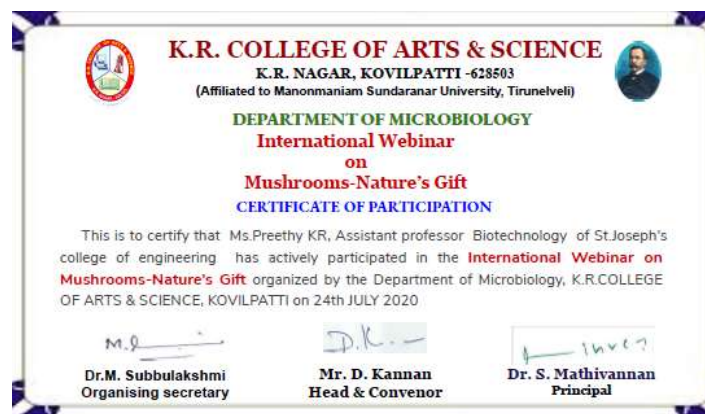 K.R. COLLEGE OF ARTS & SCIENCE
K.R. NAGAR, KOVILPATTI -628503
(Affiliated to Manonmaniam Sundaranar University, Tirunelveli)
DEPARTMENT OF MICROBIOLOGY
International Webinar
on
Mushrooms-Nature's Gift
CERTIFICATE OF PARTICIPATION
This is to certify that Ms.Preethy KR, Assistant professor Biotechnology of St.Joseph's
college of engineering has actively participated in the International Webinar on
Mushrooms-Nature's Gift organized by the Department of Microbiology, K.R.COLLEGE
OF ARTS & SCIENCE, KOVILPATTI on 24th JULY 2020
Dr.M. Subbulakshmi
Organising secretary
Mr. D. Kannan
Head & Convenor
Dr. S. Mathivannan
Principal